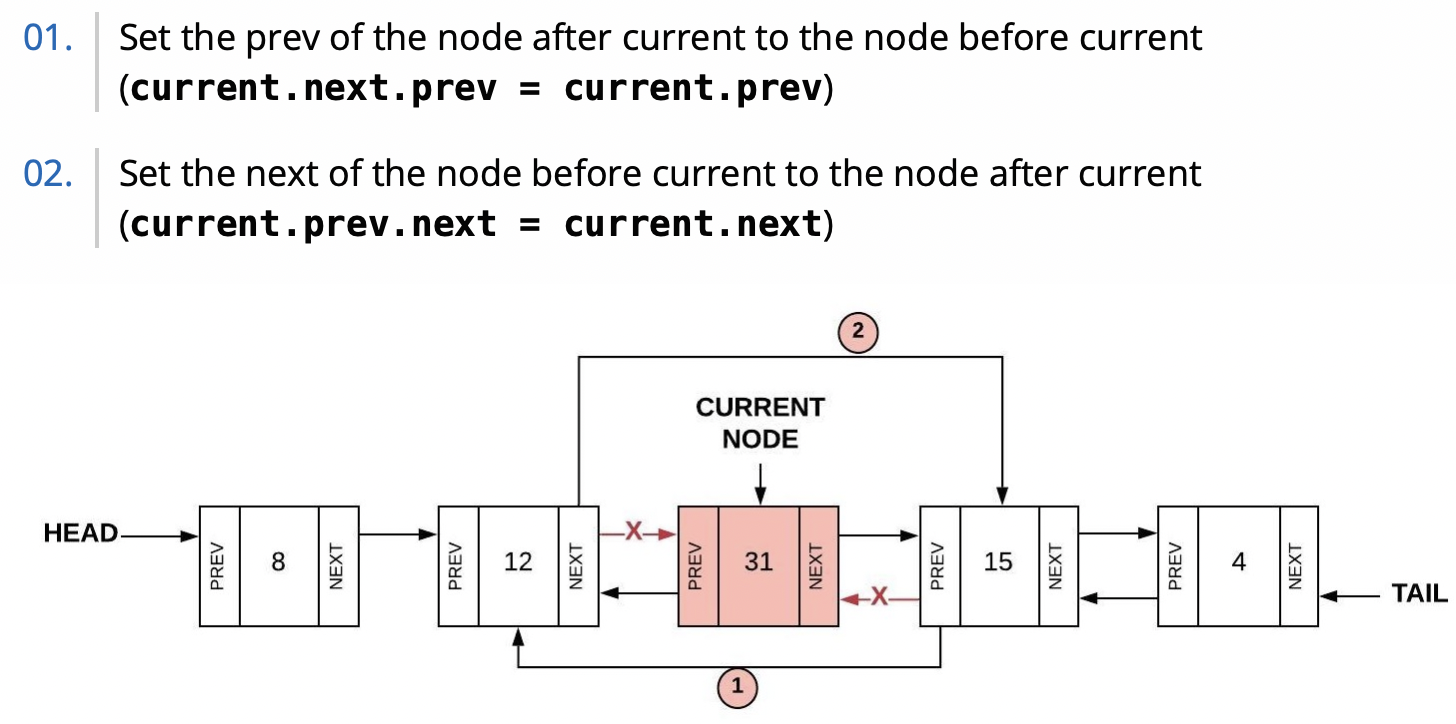 01. Set the prev of the node after current to the node before current
(current.next.prev = current.prev)
02. Set the next of the node before current to the node after current
(current.prev.next = current.next)
2
CURRENT
NODE
HEAD
PREV 8 NEXT
PREV 12 NEXT
X
PREV 31 NEXT
X
PREV 15 NEXT
PREV 4 NEXT
TAIL
1